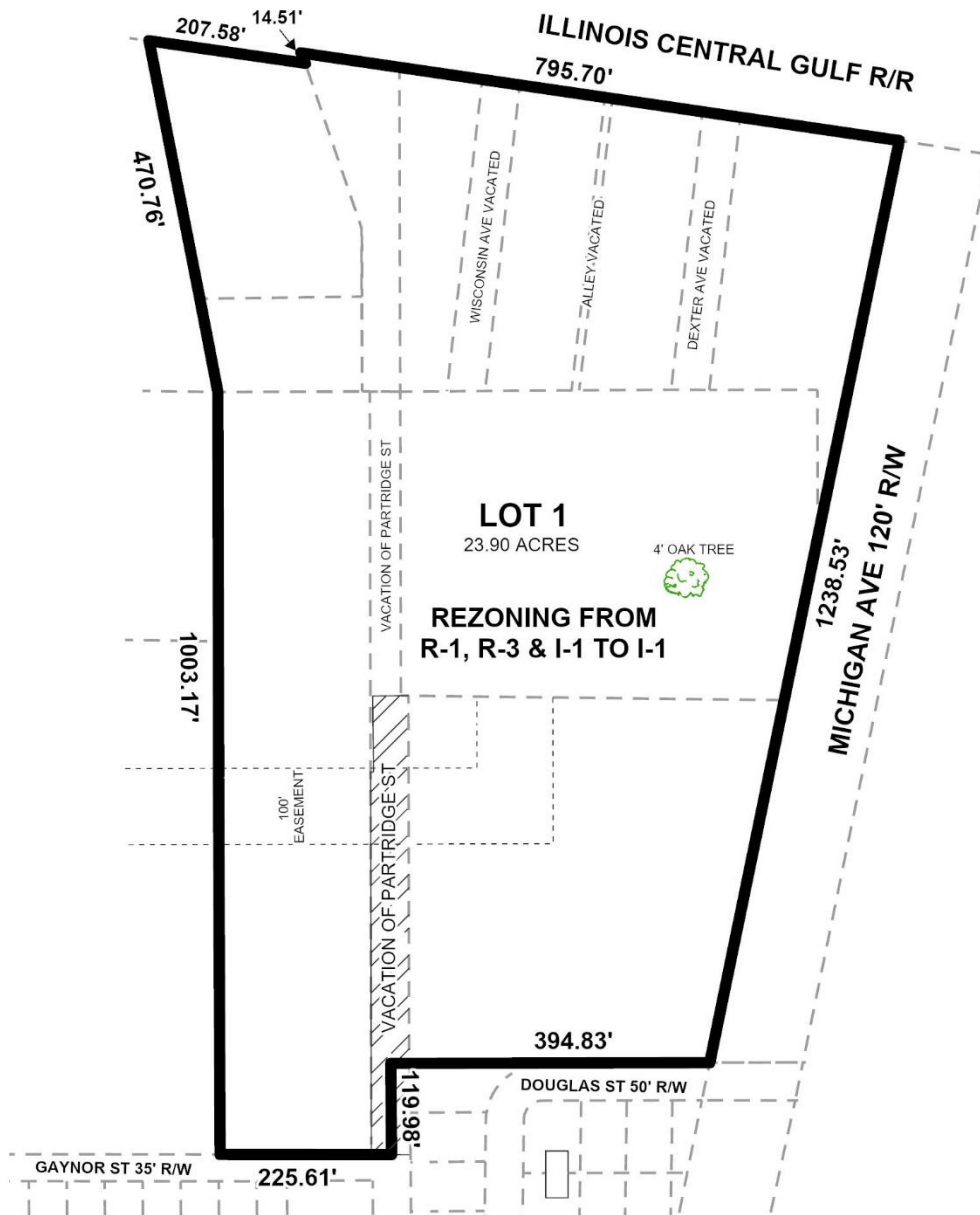 14.51'
207.58'
ILLINOIS CENTRAL GULF R/R
795.70'
470.76'
WISCONSIN AVE VACATED
ALLEY VACATED
DEXTER AVE VACATED
VACATION OF PARTRIDGE ST
LOT 1
23.90 ACRES
4' OAK TREE
REZONING FROM
R-1, R-3 & I-1 TO I-1
1238.53'
MICHIGAN AVE 120' R/W
1003.17'
100'
EASEMENT
VACATION OF PARTRIDGE ST
394.83'
DOUGLAS ST 50' R/W
119.98'
GAYNOR ST 35' R/W
225.61'